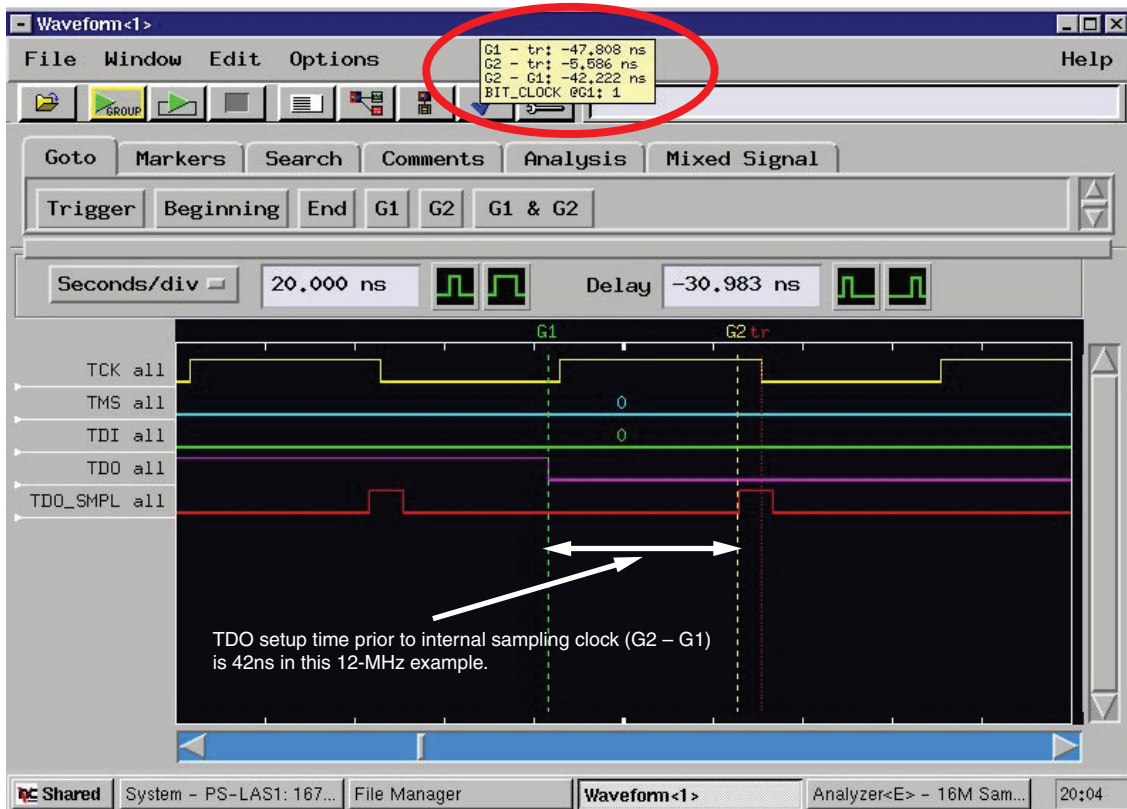 Waveform<1>
File Window Edit Options Help
G1 - tr: -47.808 ns
G2 - tr: -5.586 ns
G2 - G1: -42.222 ns
BIT_CLOCK @G1: 1
GROUP
Goto Markers Search Comments Analysis Mixed Signal
Trigger Beginning End G1 G2 G1 & G2
Seconds/div 20.000 ns Delay -30.983 ns
G1 G2 tr
TCK all
TMS all 0
TDI all 0
TDO all
TDO_SMPL all
TDO setup time prior to internal sampling clock (G2 – G1)
is 42ns in this 12-MHz example.
Shared System - PS-LAS1: 167... File Manager Waveform<1> Analyzer<E> - 16M Sam... 20:04